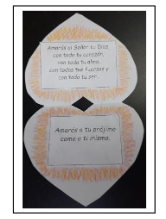 Amarás al Señor tu Dios,
con todo tu corazón,
con toda tu alma,
con todas tus fuerzas y
con todo tu ser.
Amarás a tu prójimo
como a ti mismo.